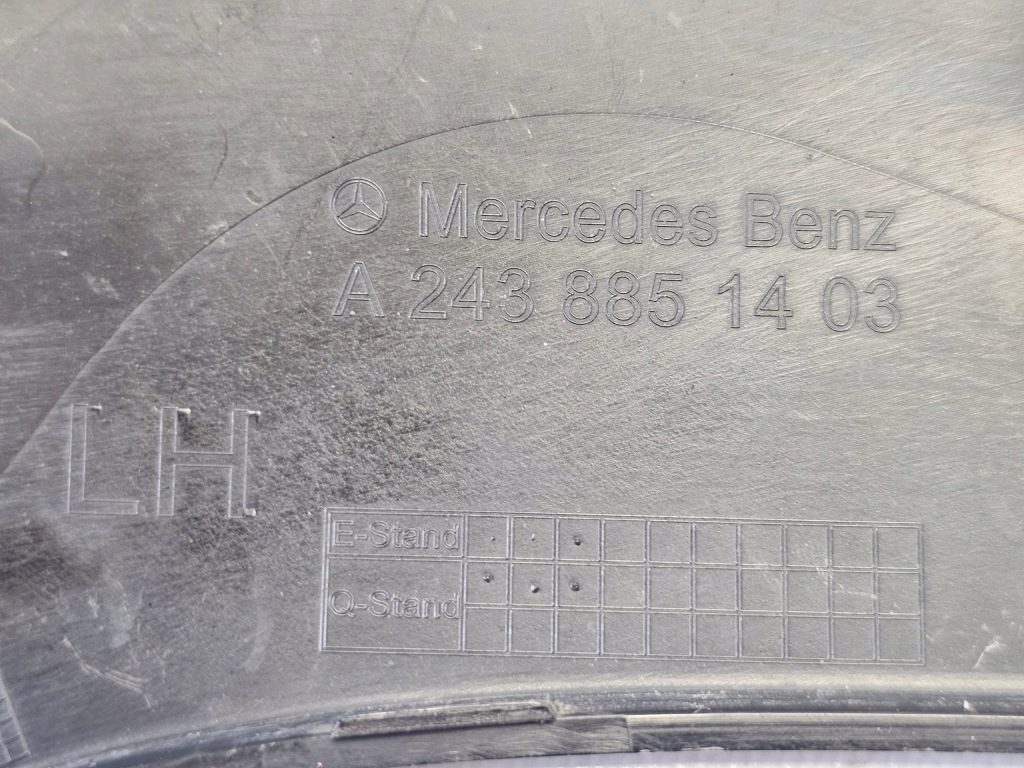 Mercedes Benz
A 243 885 14 03
LH
E-Stand
Q-Stand